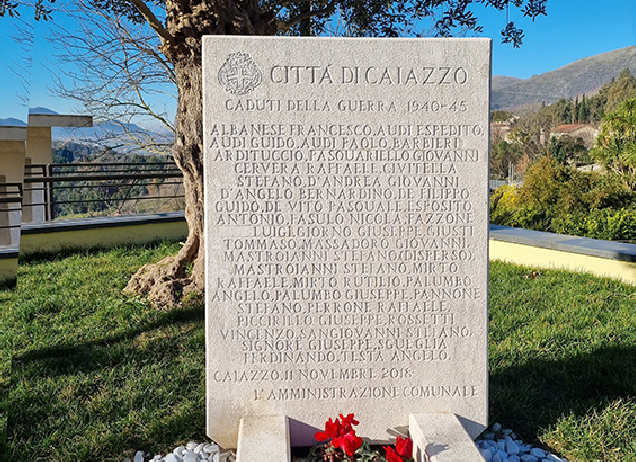 CITTÁ DI CAIAZZO
CADUTI DELLA GUERRA 1940-45
ALBANESE FRANCESCO, AUDI ESPEDITO,
AUDI GUIDO, AUDI PAOLO, BARBIERI
ARDITUCCIO, FASQUARIELLO GIOVANNI
CERVERA RAFFAELE, CIVITELLA
STEFANO, D'ANDREA GIOVANNI
D'ANGELO BERNARDINO, DE FILIPPO
GUIDO, DI VITO PASQUALE, ESPOSITO
ANTONIO, FASULO NICOLA, FAZZONE
LUIGI, GIORNO GIUSEPPE, GIUSTI
TOMMASO, MASSADORO GIOVANNI,
MASTROIANNI STEFANO (DISPERSO),
MASTROIANNI STEFANO, MIRTO
RAFFAELE, MIRTO RUTILIO, PALUMBO
ANGELO, PALUMBO GIUSEPPE, PANNONE
STEFANO, PERRONE RAFFAELE,
PICCIRILLO GIUSEPPE, ROSSETTI
VINCENZO, SANGIOVANNI STEFANO,
SIGNORE GIUSEPPE, SGUEGLIA
FERDINANDO, TESTA ANGELO.
CAIAZZO, 11 NOVEMBRE 2018
L'AMMINISTRAZIONE COMUNALE